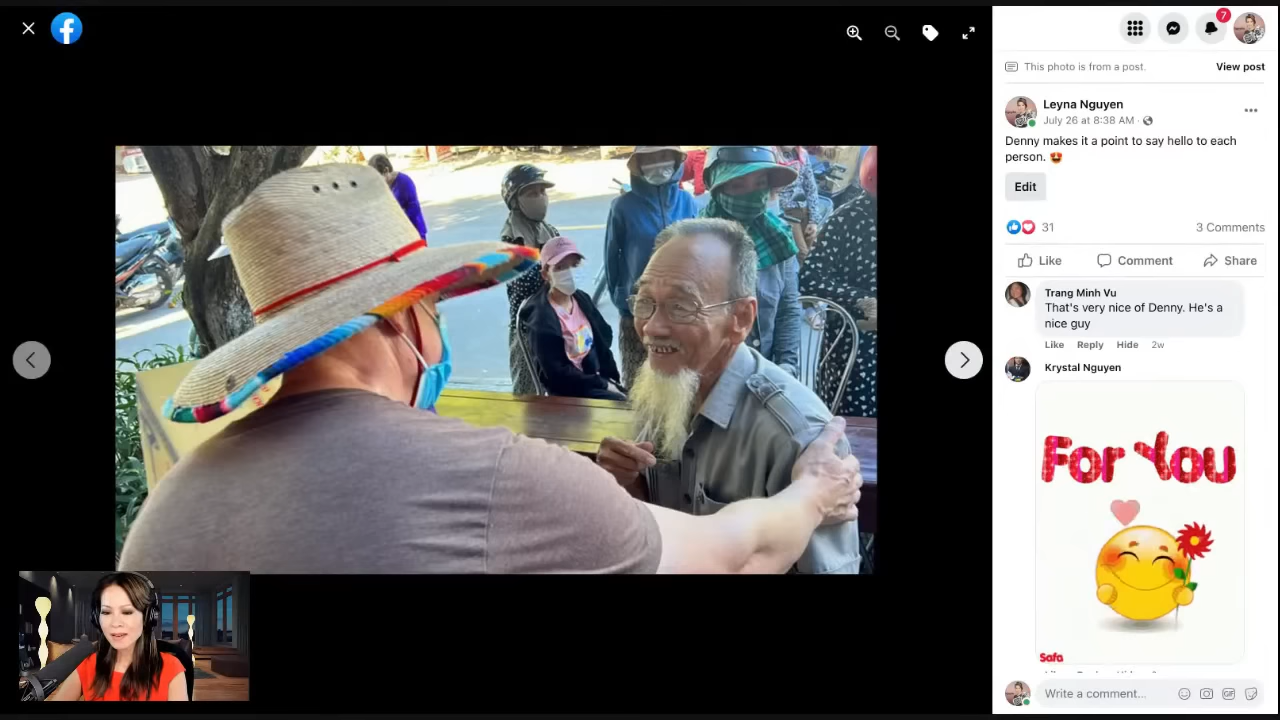 7
This photo is from a post.
View post
Leyna Nguyen
July 26 at 8:38 AM ·
Denny makes it a point to say hello to each
person. 😍
Edit
31
3 Comments
Like
Comment
Share
Trang Minh Vu
That's very nice of Denny. He's a
nice guy
Like Reply Hide 2w
Krystal Nguyen
For You
Safa
Write a comment...
GIF